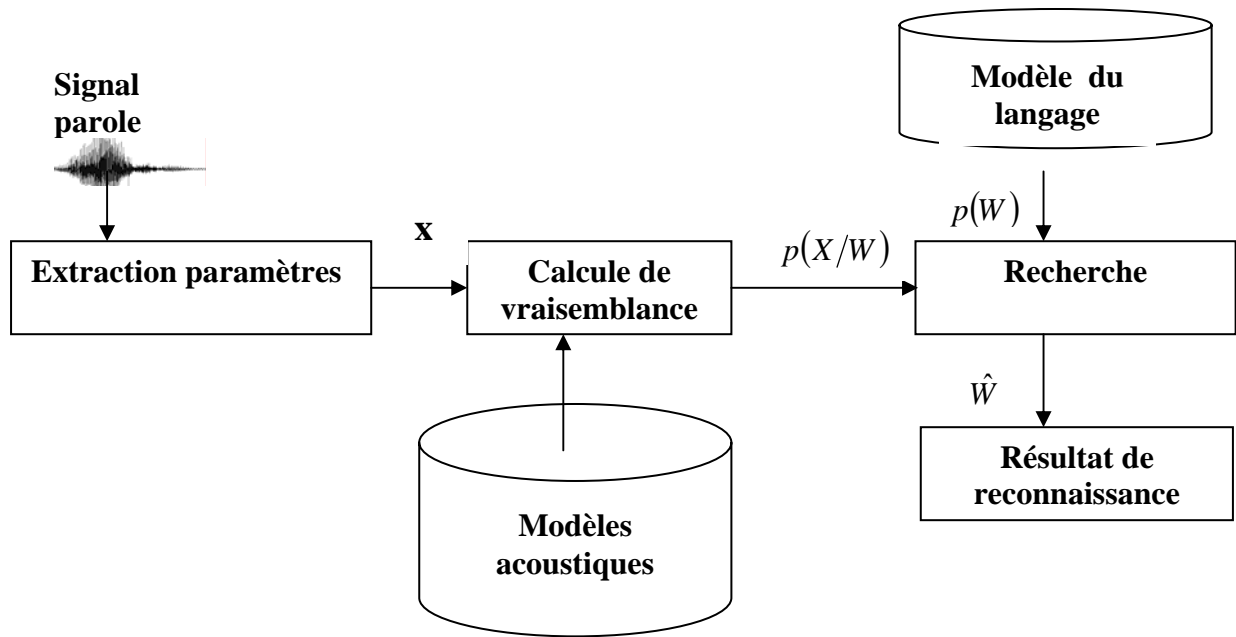 Signal
parole
Modèle du
langage
x
p(X/W)
p(W)
Extraction paramètres
Calcule de
vraisemblance
Recherche
Ŵ
Modèles
acoustiques
Résultat de
reconnaissance